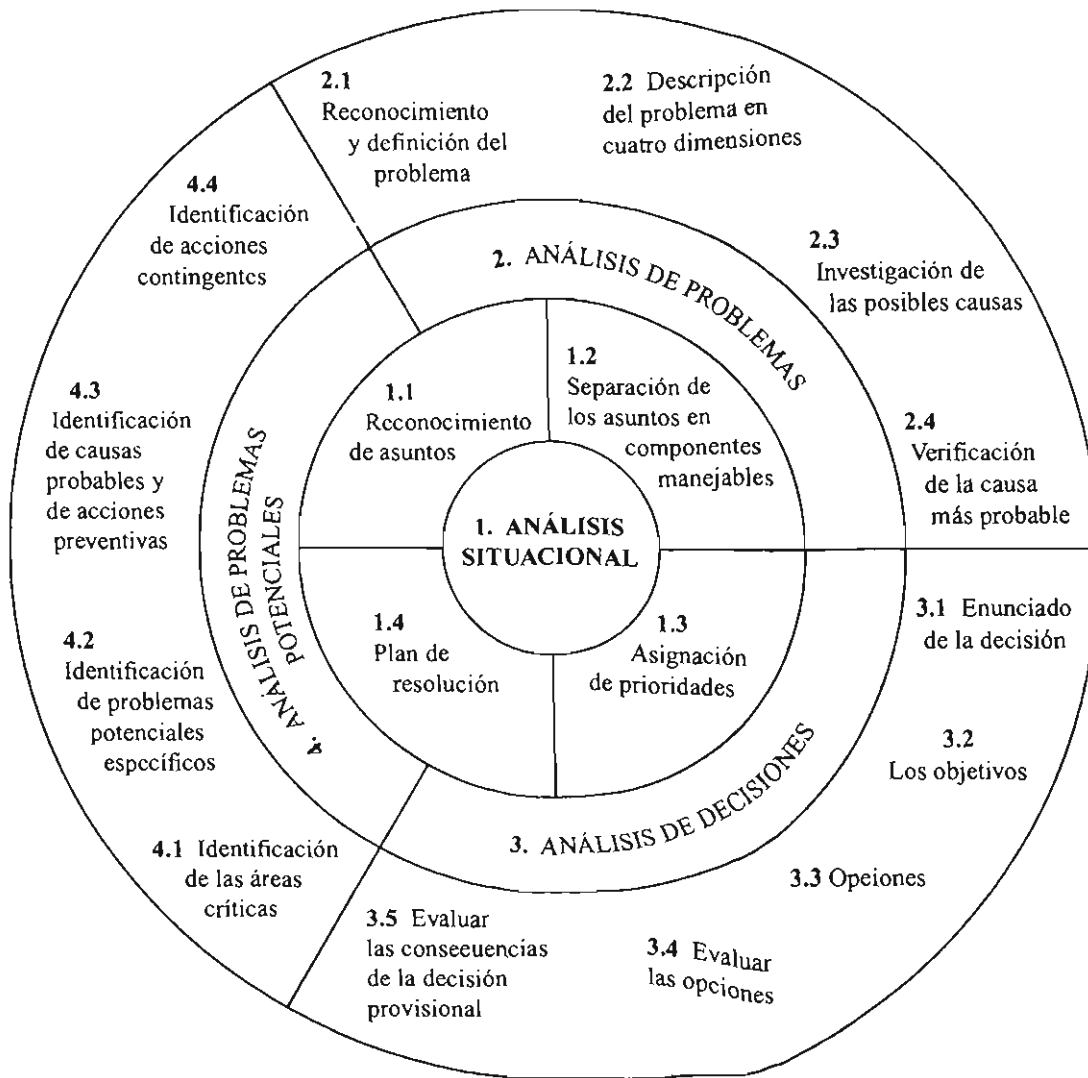 1. ANÁLISIS
SITUACIONAL
1.1
Reconocimiento
de asuntos
1.2
Separación de
los asuntos en
componentes
manejables
1.3
Asignación
de prioridades
1.4
Plan de
resolución
2. ANÁLISIS DE PROBLEMAS
2.1
Reconocimiento
y definición del
problema
2.2 Descripción
del problema en
cuatro dimensiones
2.3
Investigación de
las posibles causas
2.4
Verificación
de la causa
más probable
3. ANÁLISIS DE DECISIONES
3.1 Enunciado
de la decisión
3.2
Los objetivos
3.3 Opciones
3.4 Evaluar
las opciones
3.5 Evaluar
las consecuencias
de la decisión
provisional
4. ANÁLISIS DE PROBLEMAS
POTENCIALES
4.1 Identificación
de las áreas
críticas
4.2
Identificación
de problemas
potenciales
específicos
4.3
Identificación
de causas
probables y
de acciones
preventivas
4.4
Identificación
de acciones
contingentes